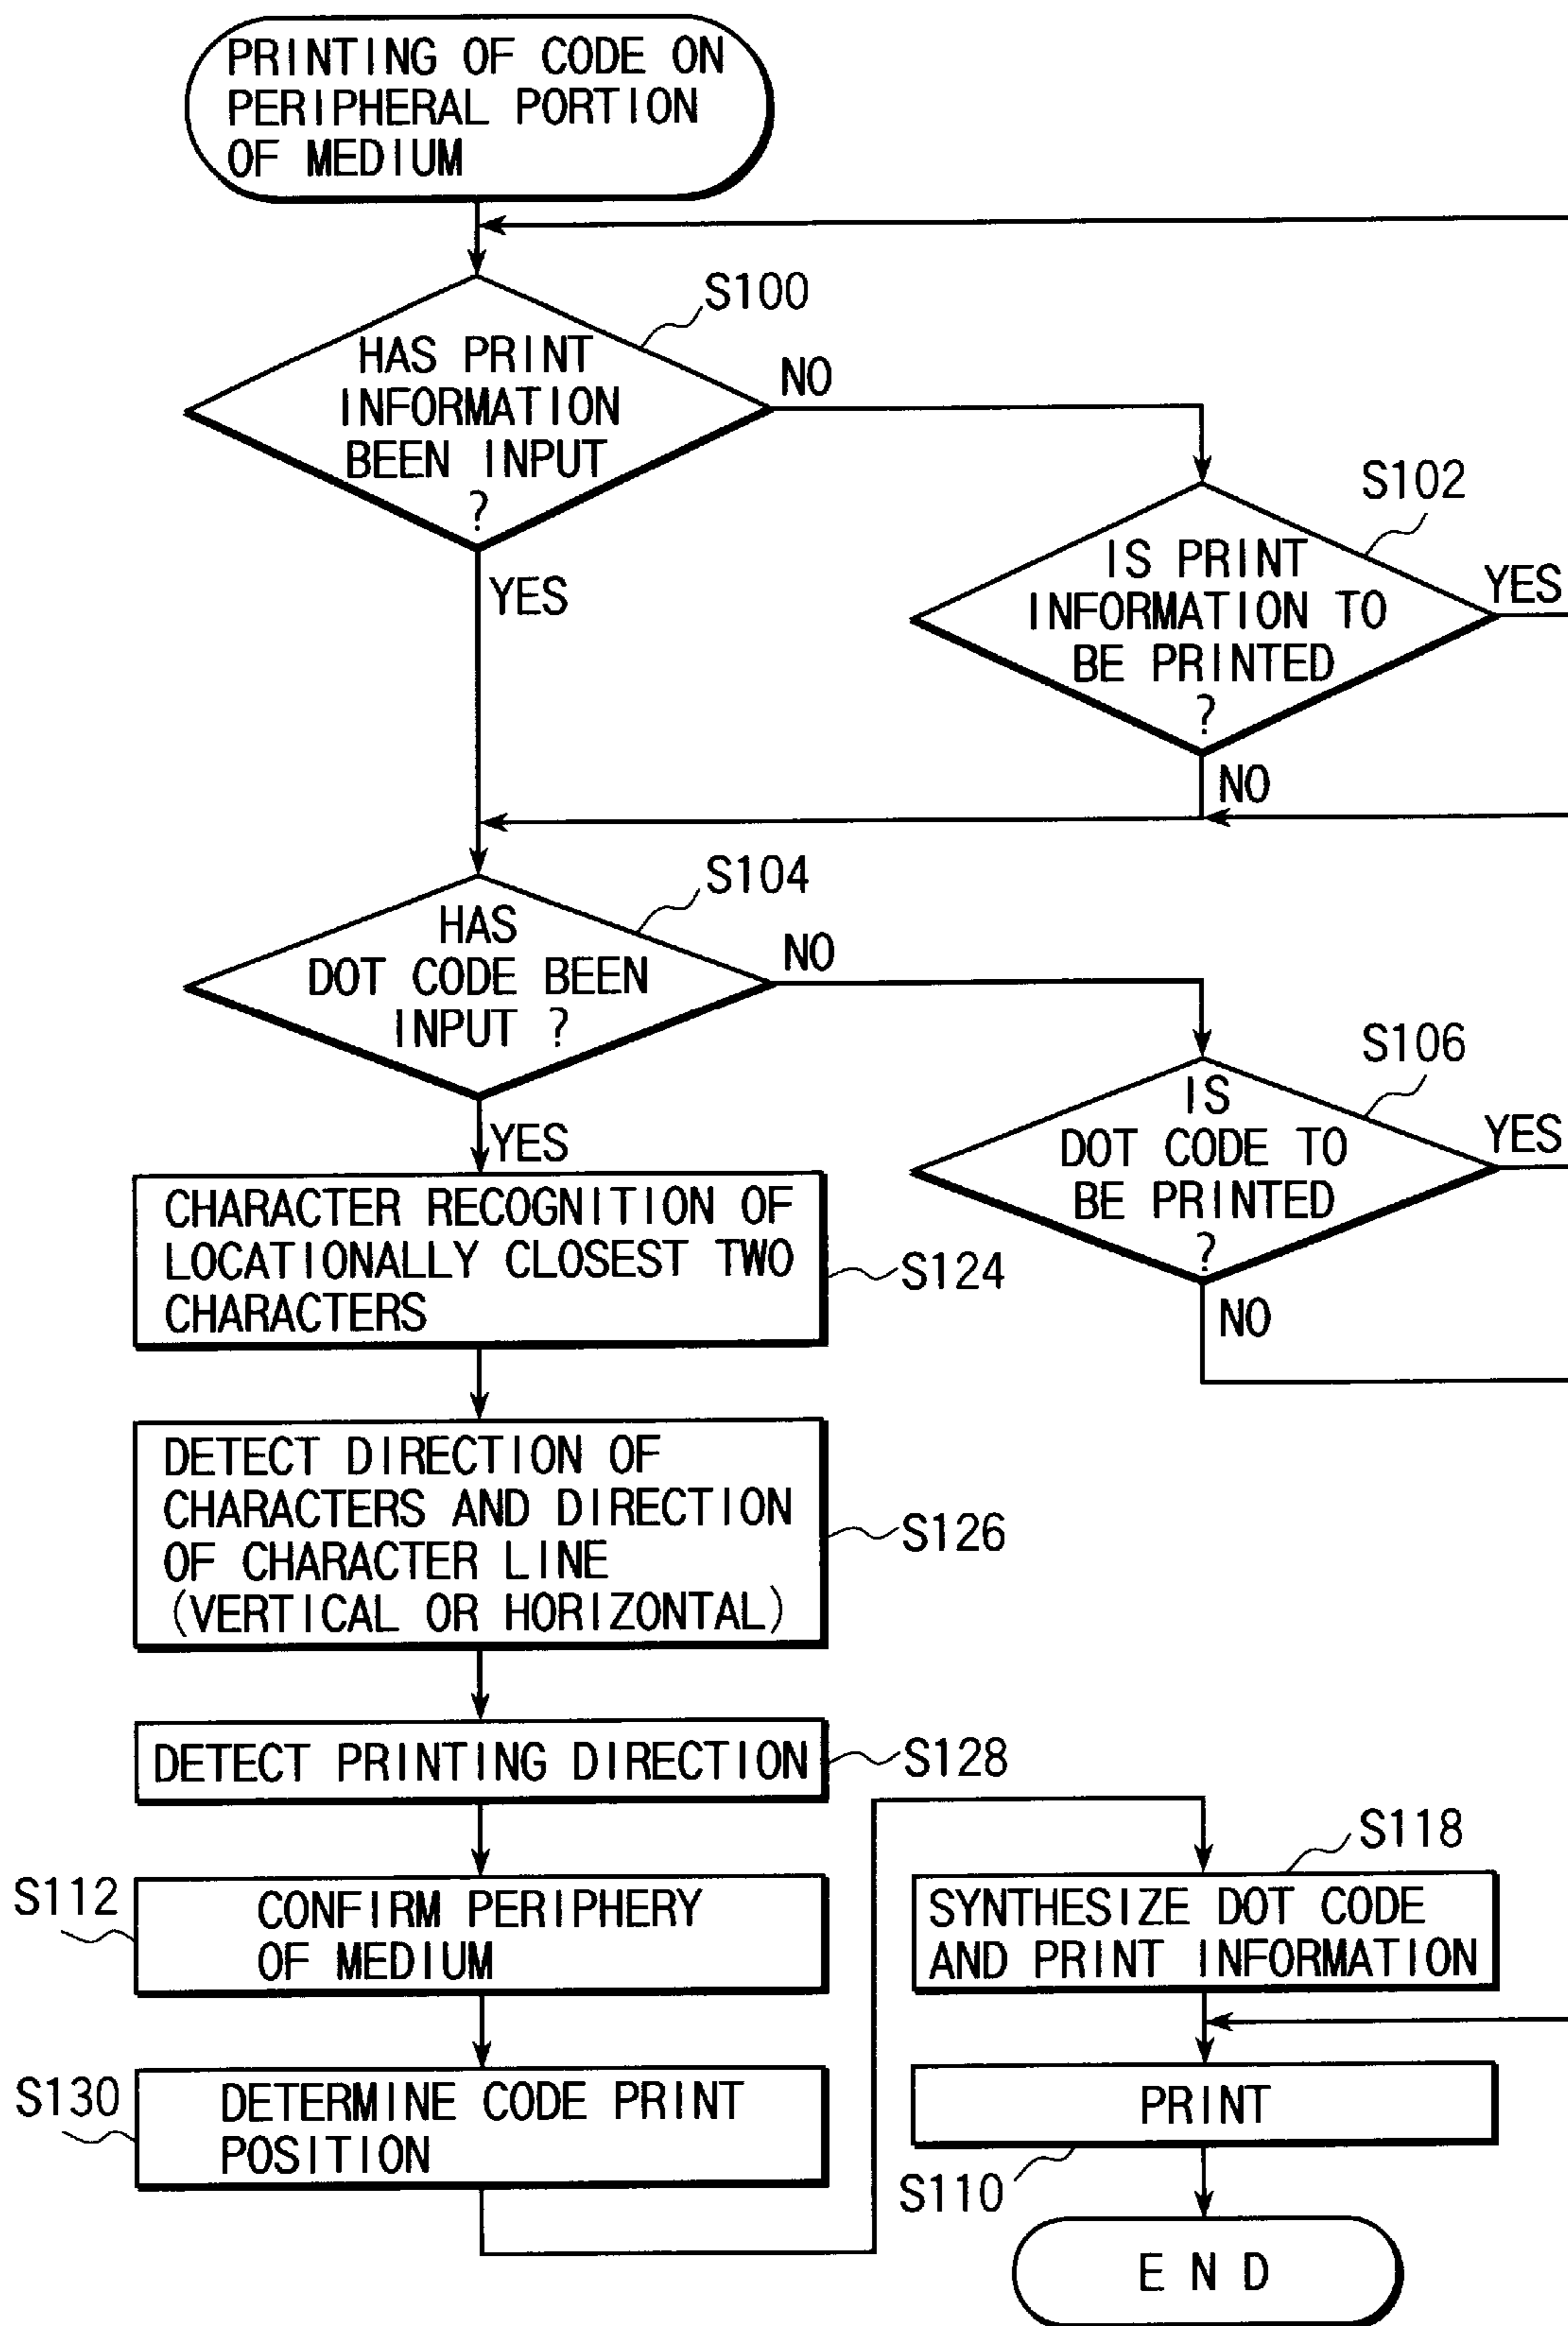 PRINTING OF CODE ON
PERIPHERAL PORTION
OF MEDIUM
S100
HAS PRINT
INFORMATION
BEEN INPUT
?
NO
YES
S102
IS PRINT
INFORMATION TO
BE PRINTED
?
YES
NO
S104
HAS
DOT CODE BEEN
INPUT ?
NO
YES
S106
IS
DOT CODE TO
BE PRINTED
?
YES
NO
CHARACTER RECOGNITION OF
LOCATIONALLY CLOSEST TWO
CHARACTERS
S124
DETECT DIRECTION OF
CHARACTERS AND DIRECTION
OF CHARACTER LINE
(VERTICAL OR HORIZONTAL)
S126
DETECT PRINTING DIRECTION
S128
S112
CONFIRM PERIPHERY
OF MEDIUM
S130
DETERMINE CODE PRINT
POSITION
S118
SYNTHESIZE DOT CODE
AND PRINT INFORMATION
PRINT
S110
END